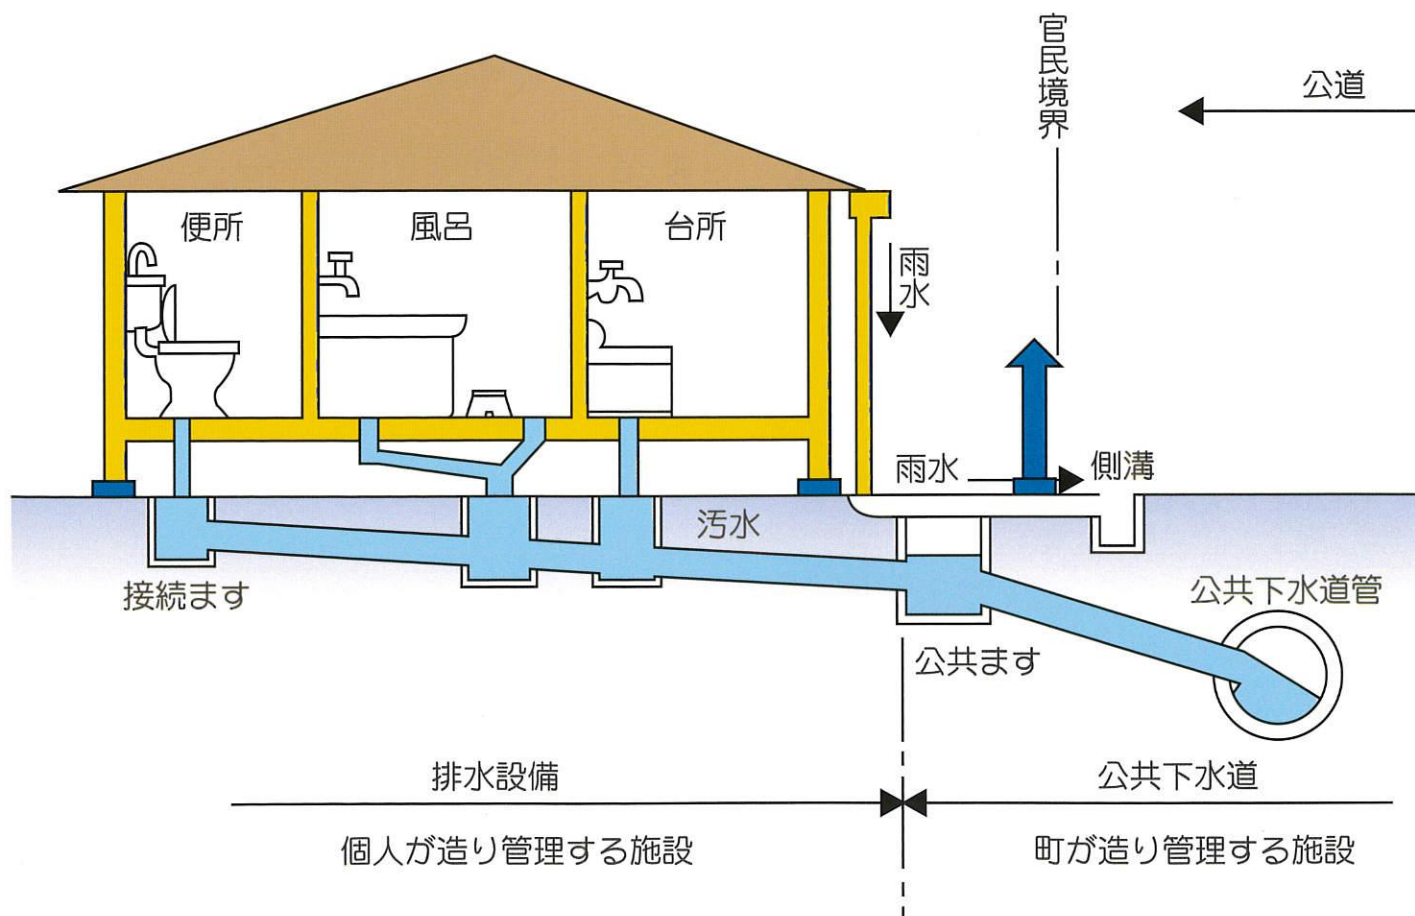 官民境界
公道
便所
風呂
台所
雨水
雨水
側溝
汚水
接続ます
公共下水道管
公共ます
排水設備
公共下水道
個人が造り管理する施設
町が造り管理する施設